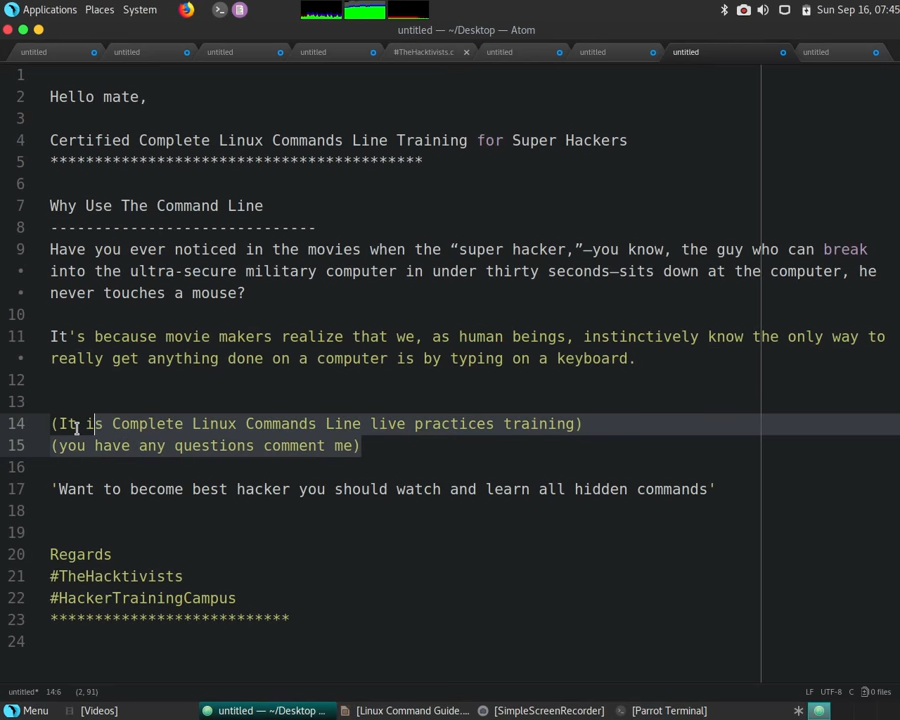 Applications Places System Sun Sep 16, 07:45
untitled — ~/Desktop — Atom
untitled untitled untitled untitled #TheHacktivists.c untitled untitled untitled untitled
1
2 Hello mate,
3
4 Certified Complete Linux Commands Line Training for Super Hackers
5 ******************************************
6
7 Why Use The Command Line
8 ------------------------------
9 Have you ever noticed in the movies when the “super hacker,”—you know, the guy who can break
• into the ultra-secure military computer in under thirty seconds—sits down at the computer, he
• never touches a mouse?
10
11 It's because movie makers realize that we, as human beings, instinctively know the only way to
• really get anything done on a computer is by typing on a keyboard.
12
13
14 (It is Complete Linux Commands Line live practices training)
15 (you have any questions comment me)
16
17 'Want to become best hacker you should watch and learn all hidden commands'
18
19
20 Regards
21 #TheHacktivists
22 #HackerTrainingCampus
23 ***************************
24
untitled* 14:6 (2, 91) LF UTF-8 C 0 files
Menu [Videos] untitled — ~/Desktop ... [Linux Command Guide.... [SimpleScreenRecorder] [Parrot Terminal]